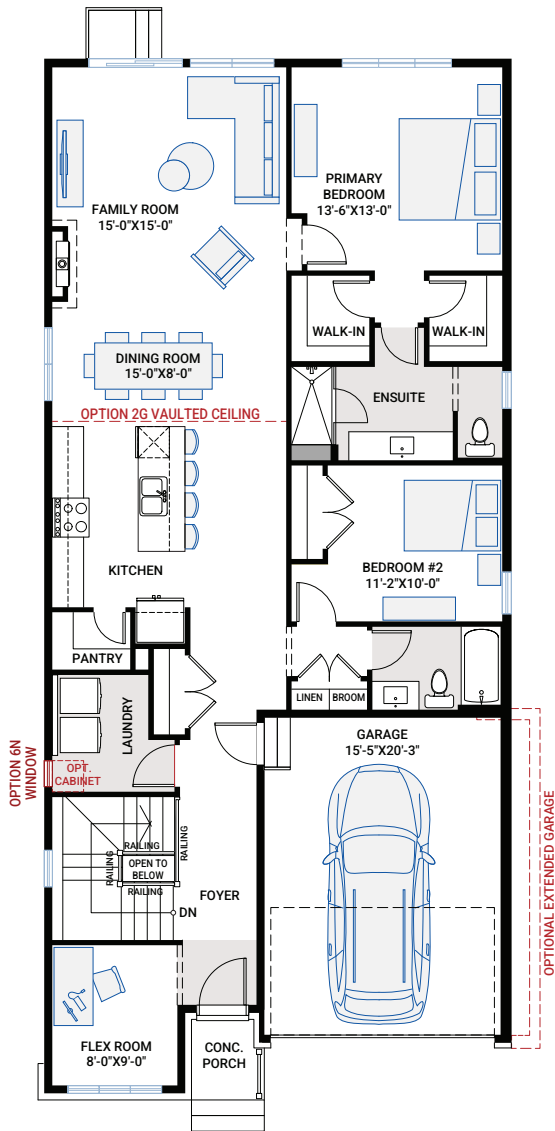 FAMILY ROOM
15'-0"X15'-0"
PRIMARY
BEDROOM
13'-6"X13'-0"
WALK-IN
WALK-IN
DINING ROOM
15'-0"X8'-0"
ENSUITE
OPTION 2G VAULTED CEILING
KITCHEN
BEDROOM #2
11'-2"X10'-0"
PANTRY
LINEN
BROOM
LAUNDRY
OPTION 6N
WINDOW
OPT.
CABINET
GARAGE
15'-5"X20'-3"
OPTIONAL EXTENDED GARAGE
RAILING
RAILING
RAILING
OPEN TO
BELOW
RAILING
FOYER
DN
FLEX ROOM
8'-0"X9'-0"
CONC.
PORCH